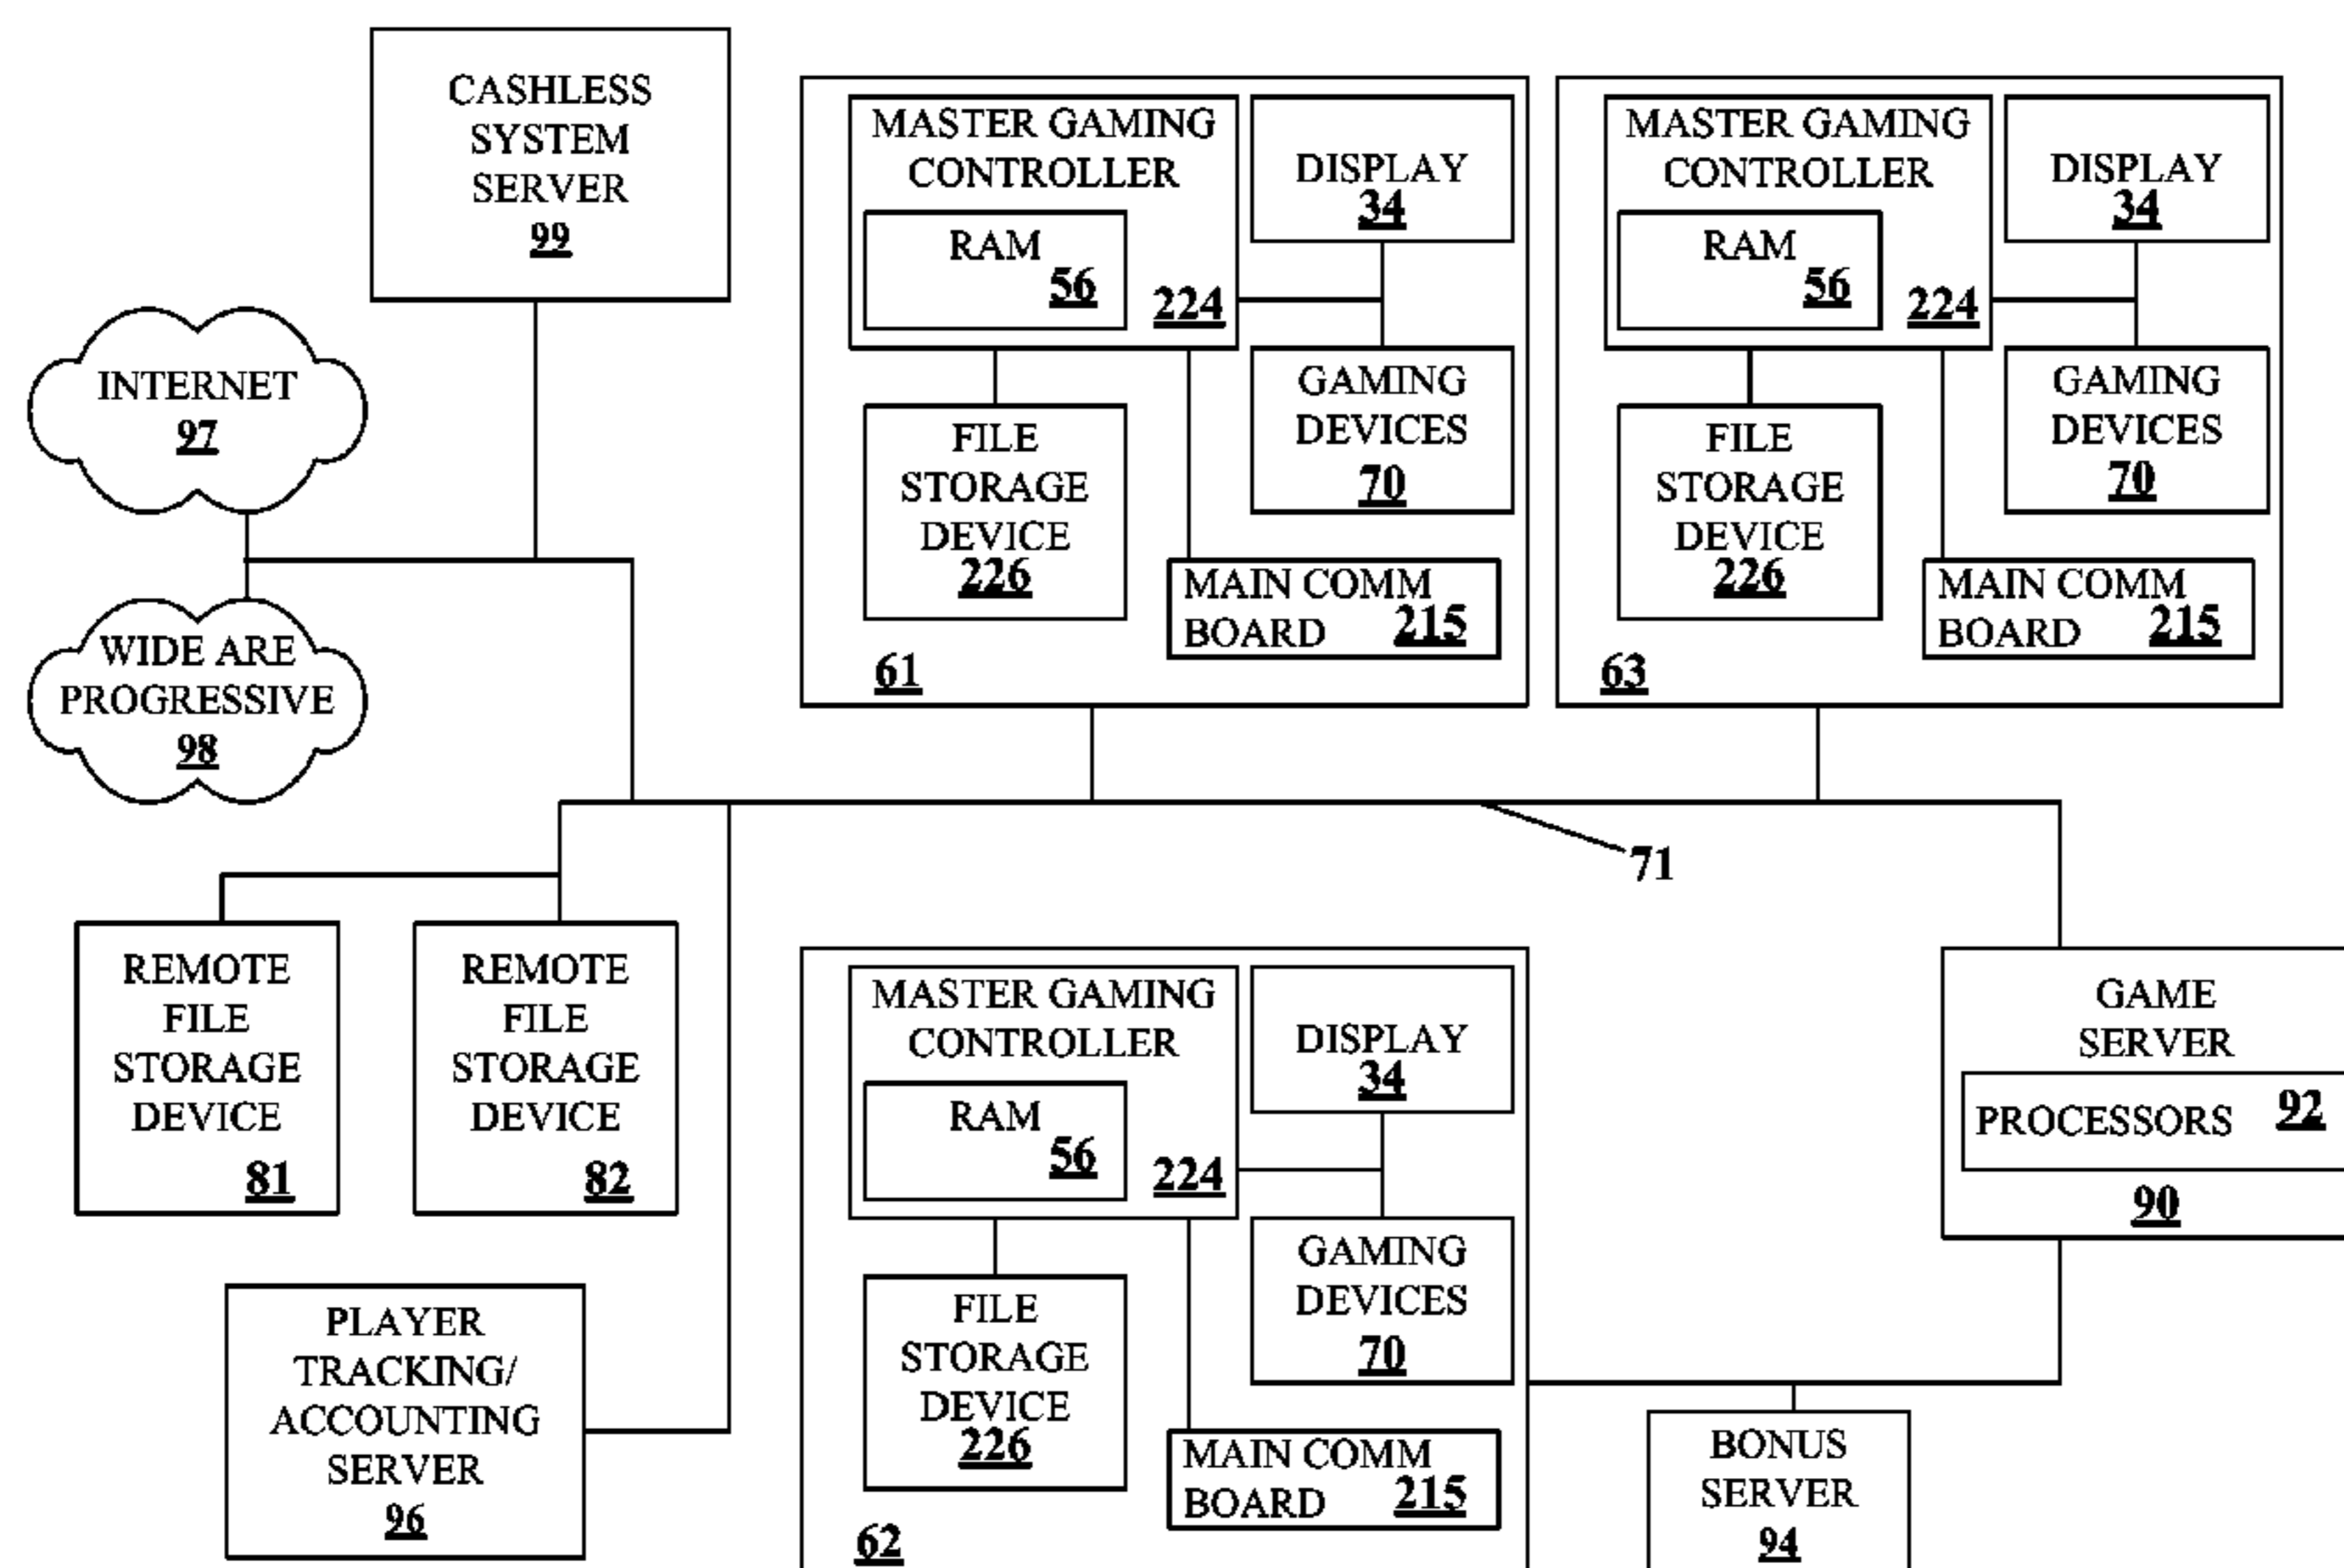 CASHLESS
SYSTEM
SERVER
99
INTERNET
97
WIDE ARE
PROGRESSIVE
98
MASTER GAMING
CONTROLLER
RAM
56
224
DISPLAY
34
GAMING
DEVICES
70
FILE
STORAGE
DEVICE
226
MAIN COMM
BOARD 215
61
MASTER GAMING
CONTROLLER
RAM
56
224
DISPLAY
34
GAMING
DEVICES
70
FILE
STORAGE
DEVICE
226
MAIN COMM
BOARD 215
63
71
REMOTE
FILE
STORAGE
DEVICE
81
REMOTE
FILE
STORAGE
DEVICE
82
PLAYER
TRACKING/
ACCOUNTING
SERVER
96
MASTER GAMING
CONTROLLER
RAM
56
224
DISPLAY
34
GAMING
DEVICES
70
FILE
STORAGE
DEVICE
226
MAIN COMM
BOARD 215
62
GAME
SERVER
PROCESSORS 92
90
BONUS
SERVER
94